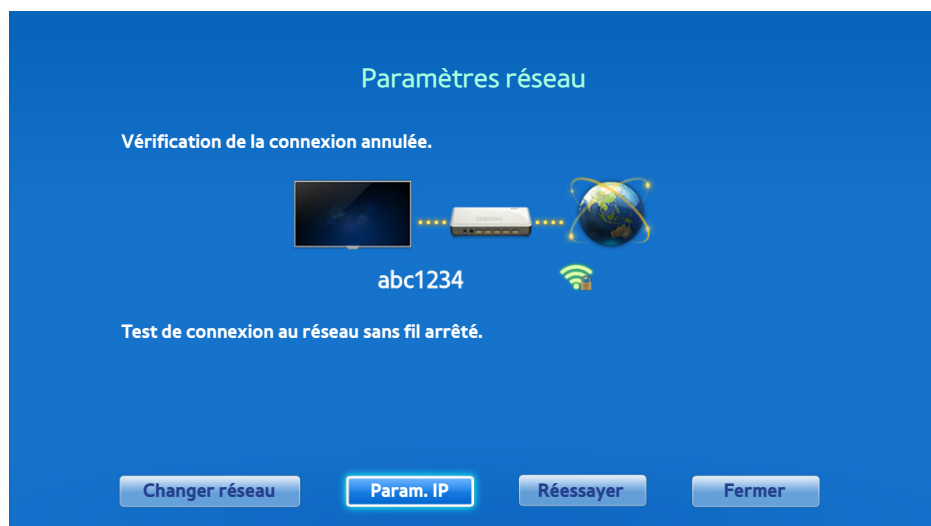 Paramètres réseau
Vérification de la connexion annulée.
SAMSUNG
abc1234
Test de connexion au réseau sans fil arrêté.
Changer réseau Param. IP Réessayer Fermer